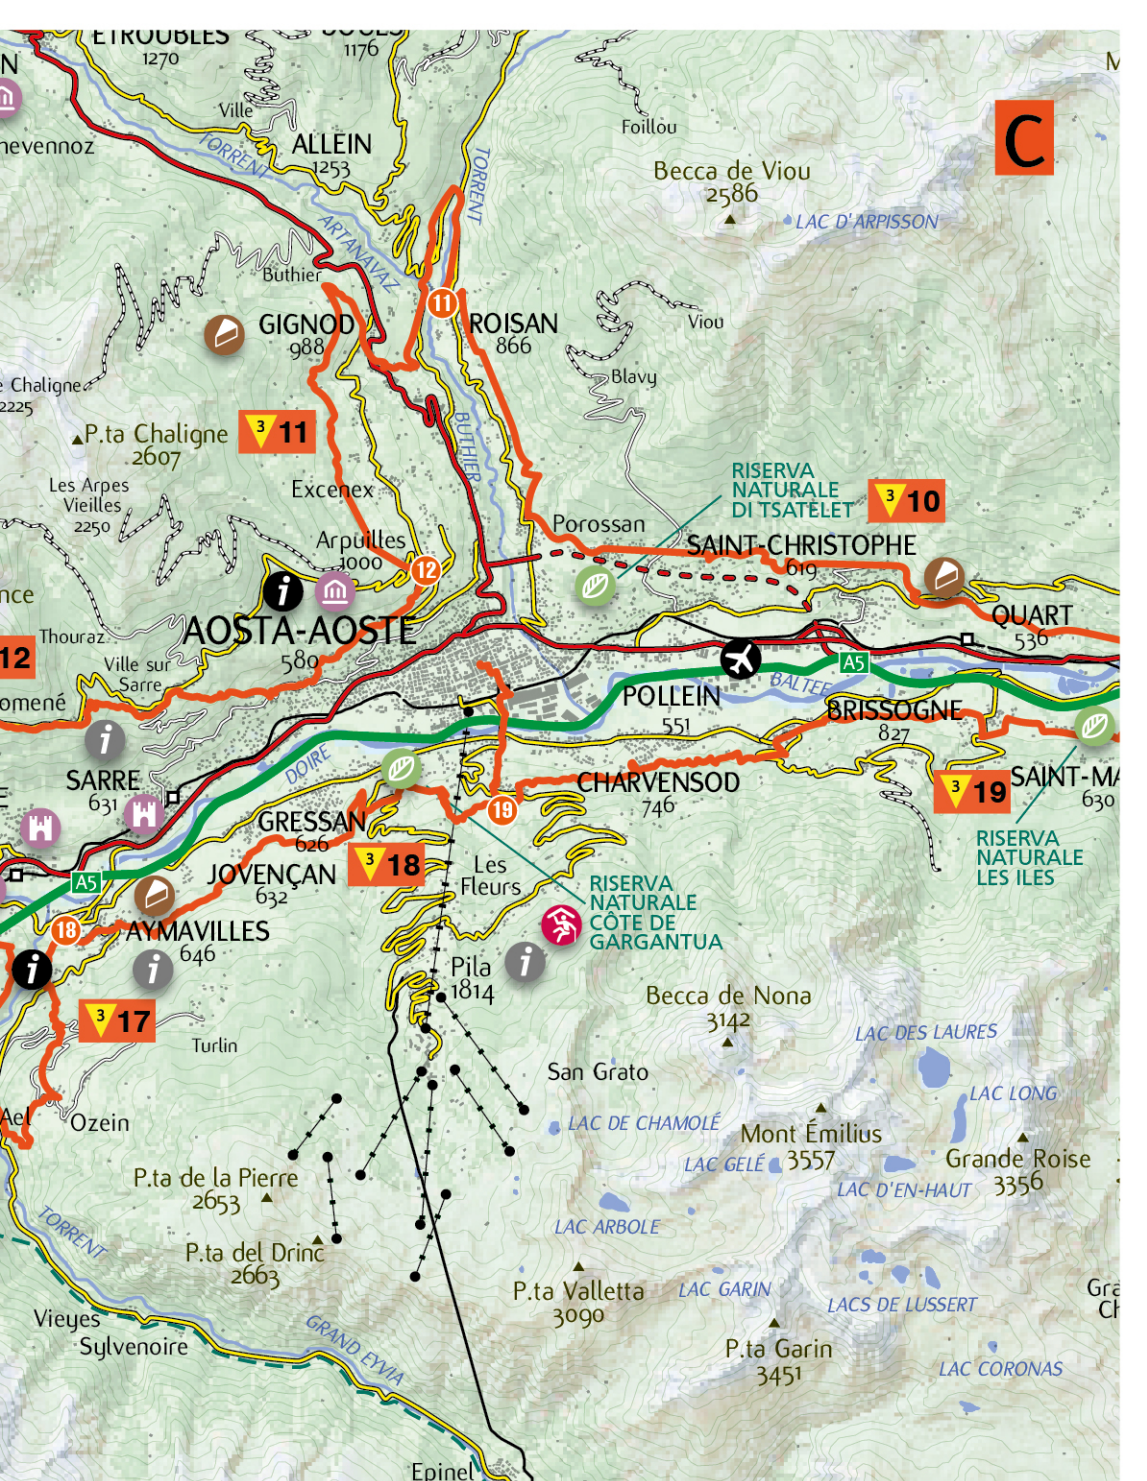 ETROUBLES
1270
1176
N
Ville
Foillou
C
hevennoz
ALLEIN
1253
TORRENT
TORRENT
Becca de Viou
2586
LAC D'ARPISSON
ARTANAVAZ
Buthier
11
GIGNOD
988
ROISAN
866
Viou
Blavy
e Chaligne
2225
3 11
P.ta Chaligne
2607
BUTHIER
RISERVA
NATURALE
DI TSATELET
3 10
Les Arpes
Vieilles
2250
Excenex
Porossan
Arpuilles
1000
SAINT-CHRISTOPHE
619
12
i
nce
AOSTA-AOSTE
580
QUART
536
Thouraz
12
Ville sur
Sarre
A5
omené
POLLEIN
551
BALTEE
BRISSOGNE
827
i
DOIRE
SARRE
631
CHARVENSOD
746
3 19
SAINT-MA
630
E
19
GRESSAN
626
3 18
RISERVA
NATURALE
LES ILES
JOVENÇAN
632
Les
Fleurs
A5
RISERVA
NATURALE
CÔTE DE
GARGANTUA
18
AYMAVILLES
646
i
i
i
Pila
1814
Becca de Nona
3142
3 17
Turlin
LAC DES LAURES
San Grato
LAC LONG
Ael
Ozein
LAC DE CHAMOLÉ
Mont Émilius
3557
LAC GELÉ
Grande Roise
3356
P.ta de la Pierre
2653
LAC D'EN-HAUT
TORRENT
LAC ARBOLE
P.ta del Drinc
2663
P.ta Valletta
3090
LAC GARIN
LACS DE LUSSERT
Gra
Ch
Vieyes
Sylvenoire
GRAND EYVIA
P.ta Garin
3451
LAC CORONAS
Epinel